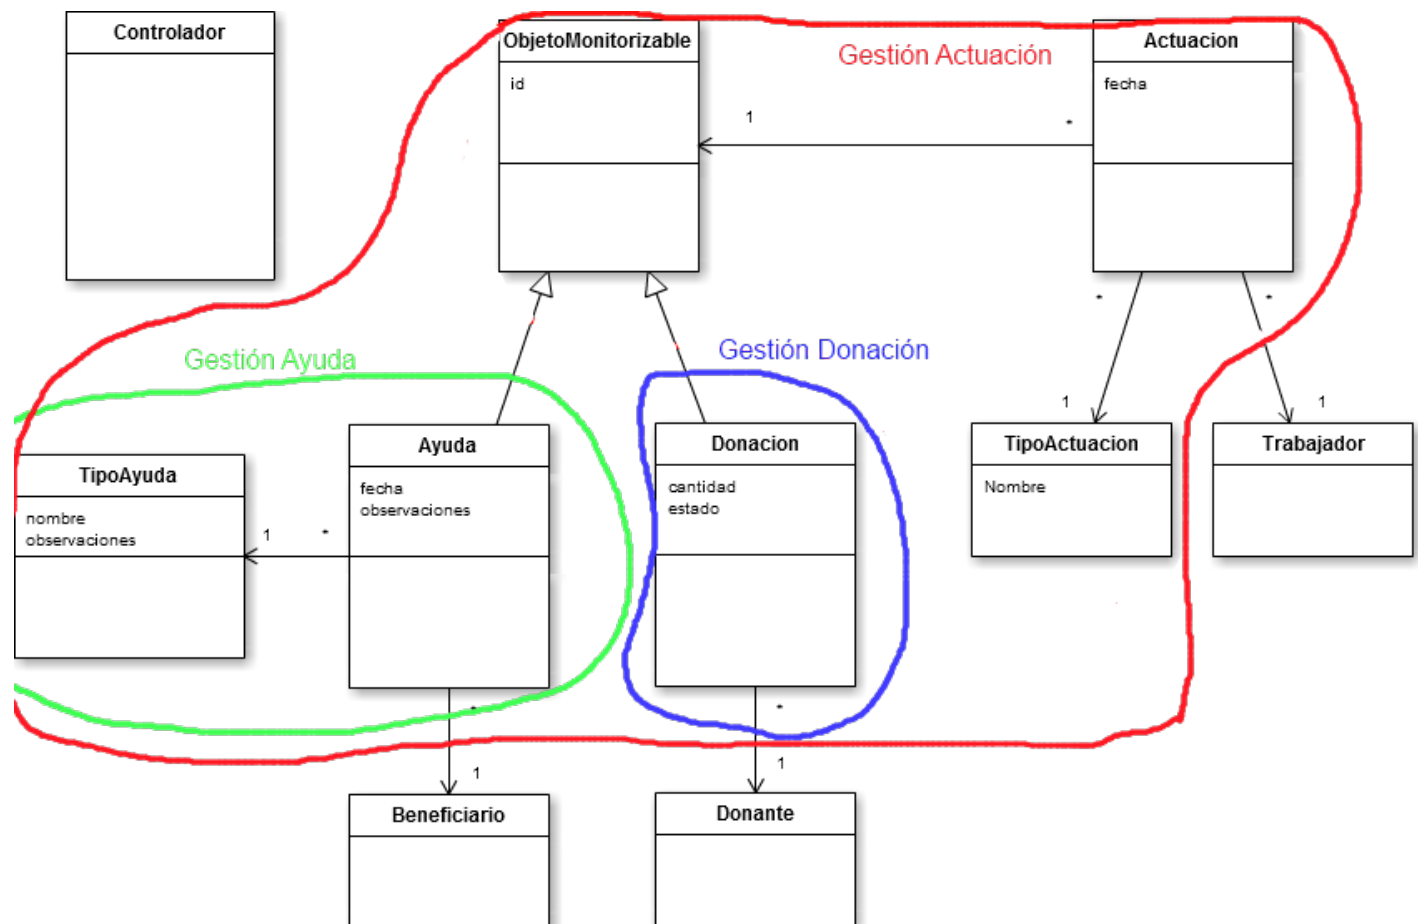 Controlador
ObjetoMonitorizable
id
Gestión Actuación
Actuacion
fecha
1
*
Gestión Ayuda
Gestión Donación
*
*
1
1
TipoAyuda
nombre
observaciones
1
*
Ayuda
fecha
observaciones
Donacion
cantidad
estado
TipoActuacion
Nombre
Trabajador
*
1
*
1
Beneficiario
Donante